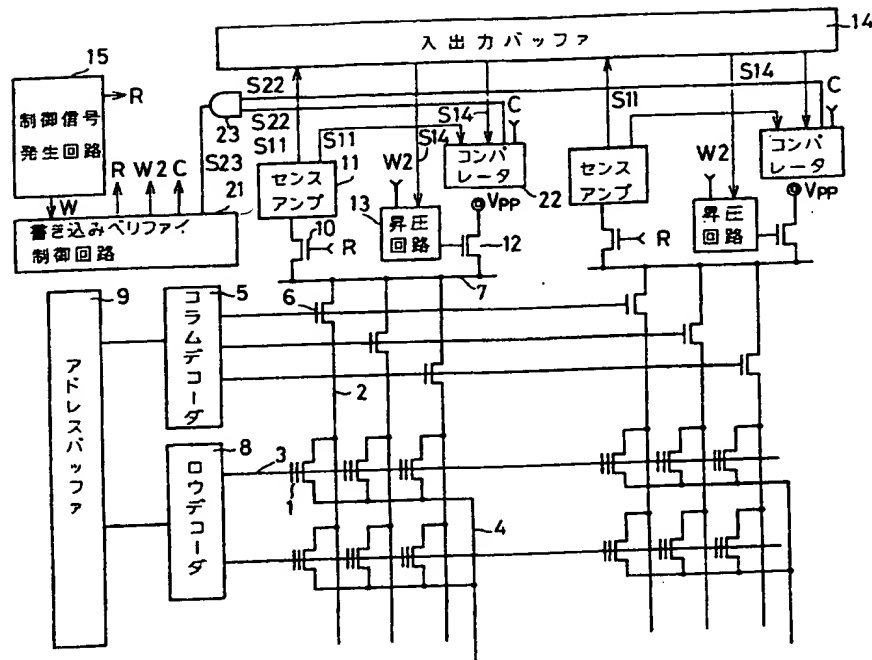 14
入出力バッファ
15
制御信号
発生回路
R
S22
23
S22
S11
S11
S14
S14
C
S11
S14
C
S23
R
W2
C
21
W
書き込みベリファイ
制御回路
センス
アンプ
11
W2
13
昇圧
回路
コンパ
レータ
22
VPP
12
10
R
センス
アンプ
W2
昇圧
回路
コンパ
レータ
VPP
R
7
9
アドレスバッファ
5
コラムデコーダ
6
2
8
ロウデコーダ
3
1
4